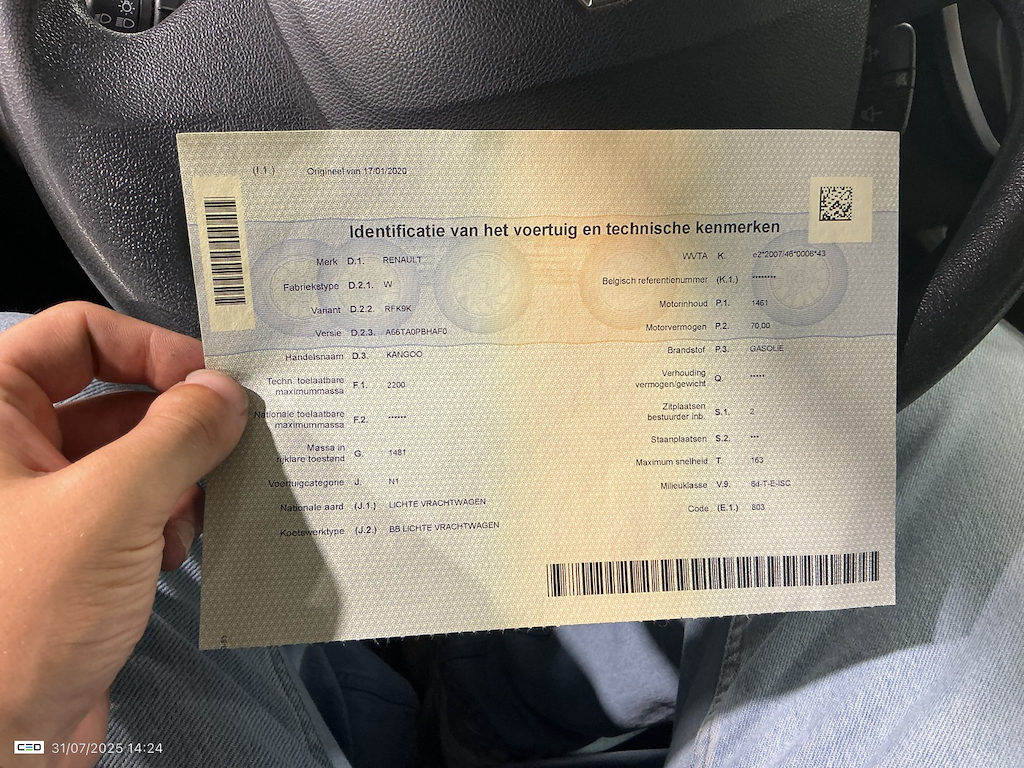 (I.1.) Origineel van 17/01/2020
Identificatie van het voertuig en technische kenmerken
Merk D.1. RENAULT
Fabriekstype D.2.1. W
Variant D.2.2. RFK9K
Versie D.2.3. A56TA0PBHAF0
Handelsnaam D.3. KANGOO
Techn. toelaatbare
maximummassa F.1. 2200
Nationale toelaatbare
maximummassa F.2. ******
Massa in
rijklare toestand G. 1481
Voertuigcategorie J. N1
Nationale aard (J.1.) LICHTE VRACHTWAGEN
Koetswerktype (J.2.) BB LICHTE VRACHTWAGEN
WVTA K. e2*2007/46*0006*43
Belgisch referentienummer (K.1.) ********
Motorinhoud P.1. 1461
Motorvermogen P.2. 70,00
Brandstof P.3. GASOLIE
Verhouding
vermogen/gewicht Q. *****
Zitplaatsen
bestuurder inb. S.1. 2
Staanplaatsen S.2. ***
Maximum snelheid T. 163
Milieuklasse V.9. 6d-T-E-ISC
Code (E.1.) 803
CEO 31/07/2025 14:24